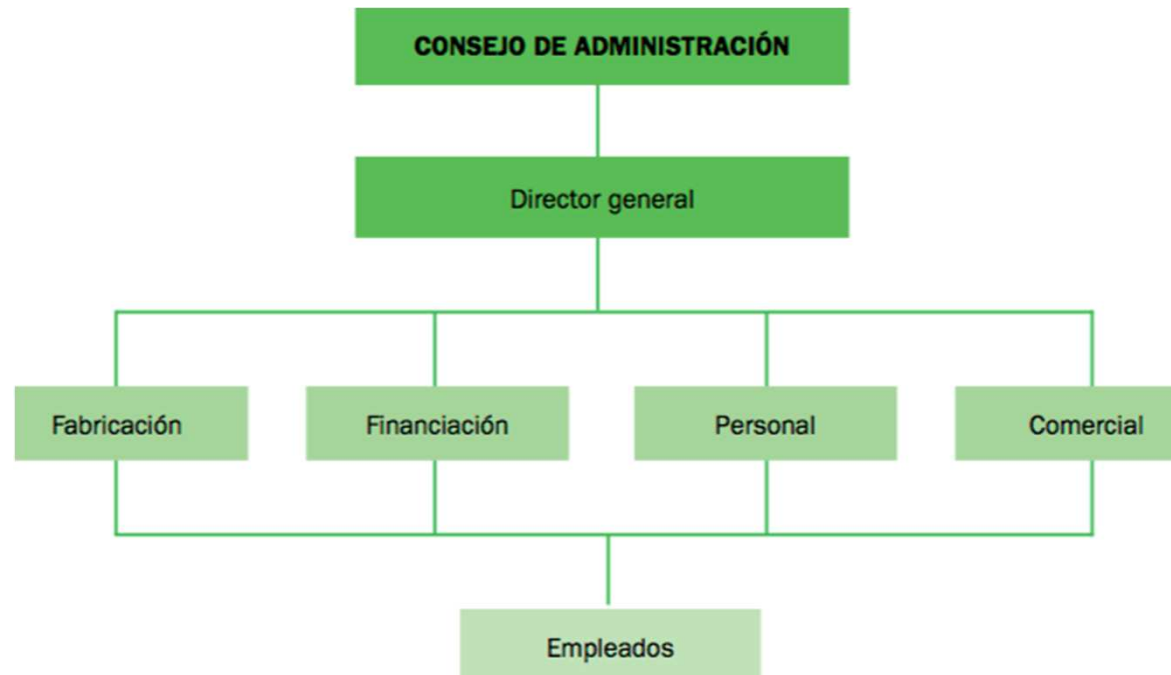 CONSEJO DE ADMINISTRACIÓN
Director general
Fabricación
Financiación
Personal
Comercial
Empleados